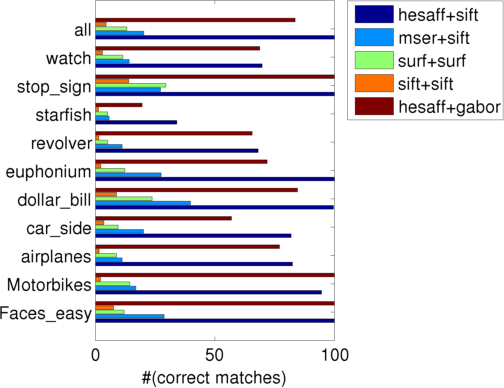 all
watch
stop_sign
starfish
revolver
euphonium
dollar_bill
car_side
airplanes
Motorbikes
Faces_easy
0
50
100
#(correct matches)
hesaff+sift
mser+sift
surf+surf
sift+sift
hesaff+gabor